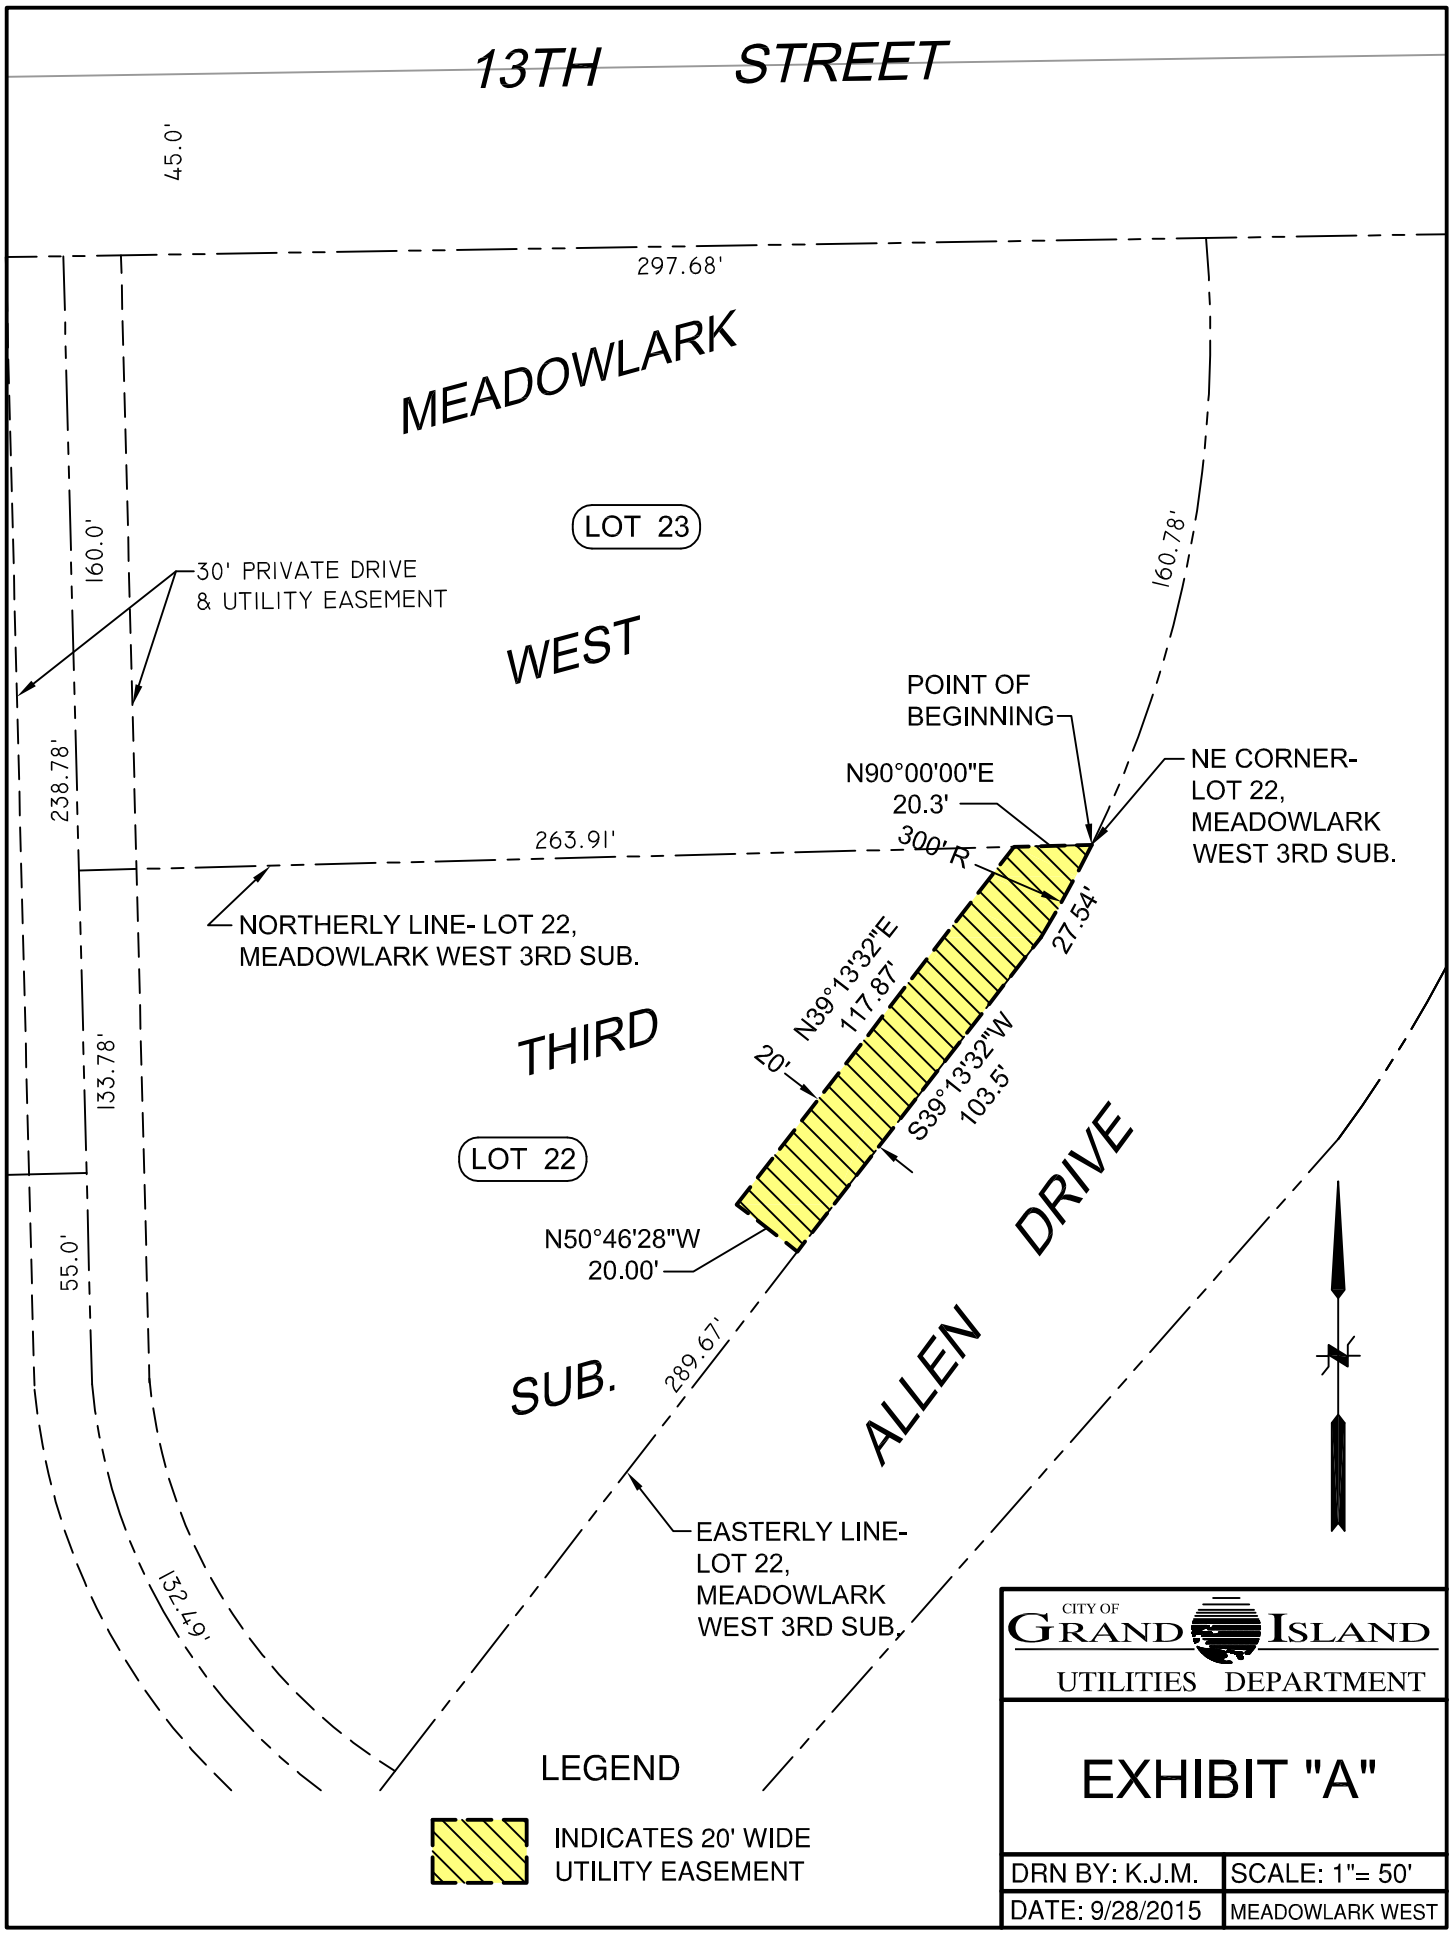 13TH STREET
45.0'
297.68'
MEADOWLARK
LOT 23
160.0'
160.78'
30' PRIVATE DRIVE
& UTILITY EASEMENT
WEST
POINT OF
BEGINNING
238.78'
N90°00'00"E
20.3'
NE CORNER-
LOT 22,
MEADOWLARK
WEST 3RD SUB.
263.91'
300' R
27.54'
NORTHERLY LINE- LOT 22,
MEADOWLARK WEST 3RD SUB.
N39°13'32"E
117.87'
THIRD
20'
S39°13'32"W
103.5'
133.78'
LOT 22
DRIVE
N50°46'28"W
20.00'
55.0'
289.67'
SUB.
ALLEN
N
EASTERLY LINE-
LOT 22,
MEADOWLARK
WEST 3RD SUB.
132.49'
LEGEND
INDICATES 20' WIDE
UTILITY EASEMENT
CITY OF
GRAND ISLAND
UTILITIES DEPARTMENT
EXHIBIT "A"
DRN BY: K.J.M.
SCALE: 1"= 50'
DATE: 9/28/2015
MEADOWLARK WEST